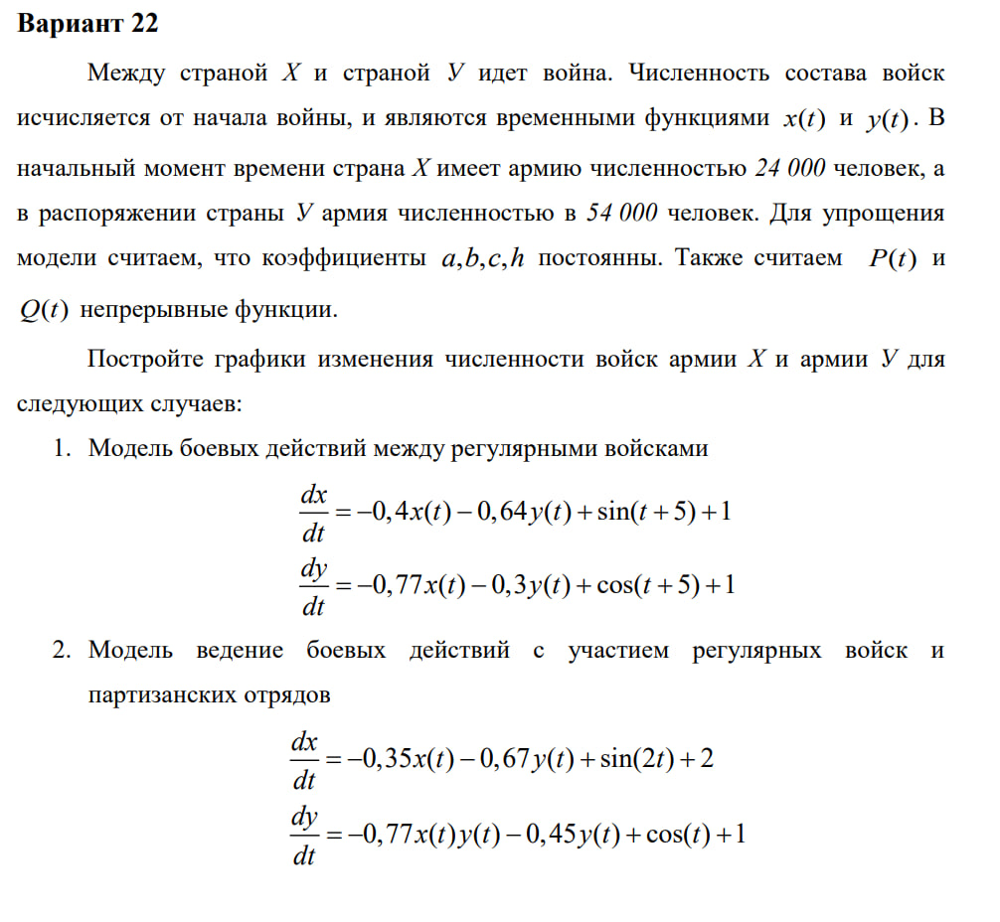 Вариант 22
Между страной Х и страной У идет война. Численность состава войск
исчисляется от начала войны, и являются временными функциями x(t) и y(t). В
начальный момент времени страна Х имеет армию численностью 24 000 человек, а
в распоряжении страны У армия численностью в 54 000 человек. Для упрощения
модели считаем, что коэффициенты a,b,c,h постоянны. Также считаем P(t) и
Q(t) непрерывные функции.
Постройте графики изменения численности войск армии Х и армии У для
следующих случаев:
1. Модель боевых действий между регулярными войсками
dx/dt = −0,4x(t) − 0,64y(t) + sin(t + 5) + 1
dy/dt = −0,77x(t) − 0,3y(t) + cos(t + 5) + 1
2. Модель ведение боевых действий с участием регулярных войск и
партизанских отрядов
dx/dt = −0,35x(t) − 0,67y(t) + sin(2t) + 2
dy/dt = −0,77x(t)y(t) − 0,45y(t) + cos(t) + 1